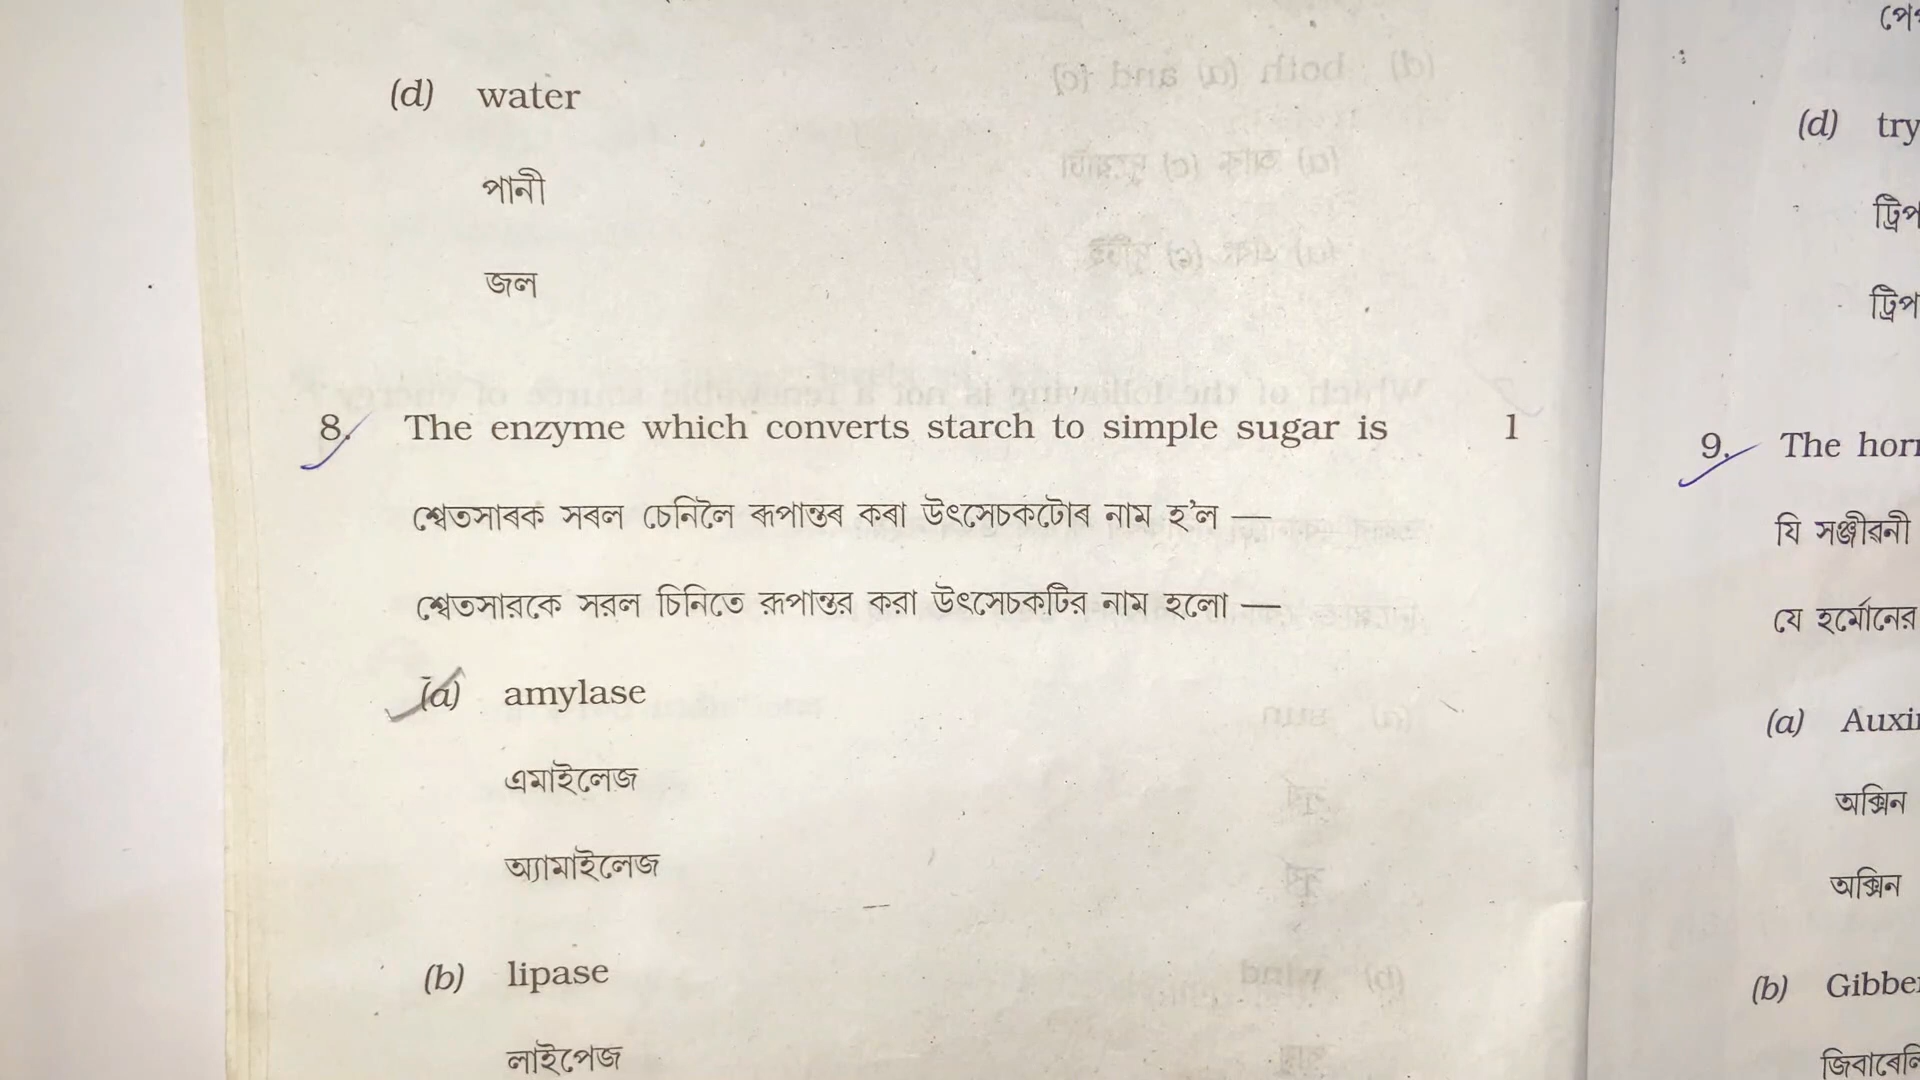 (d) water
পানী
জল
8. The enzyme which converts starch to simple sugar is 1
শ্বেতসাৰক সৰল চেনিলৈ ৰূপান্তৰ কৰা উৎসেচকটোৰ নাম হ'ল —
শ্বেতসারকে সরল চিনিতে রূপান্তর করা উৎসেচকটির নাম হলো —
(a) amylase
এমাইলেজ
অ্যামাইলেজ
(b) lipase
লাইপেজ
(d) try
ট্রিপ
ট্রিপ
9. The hor
যি সঞ্জীৱনী
যে হর্মোনের
(a) Auxi
অক্সিন
অক্সিন
(b) Gibbe